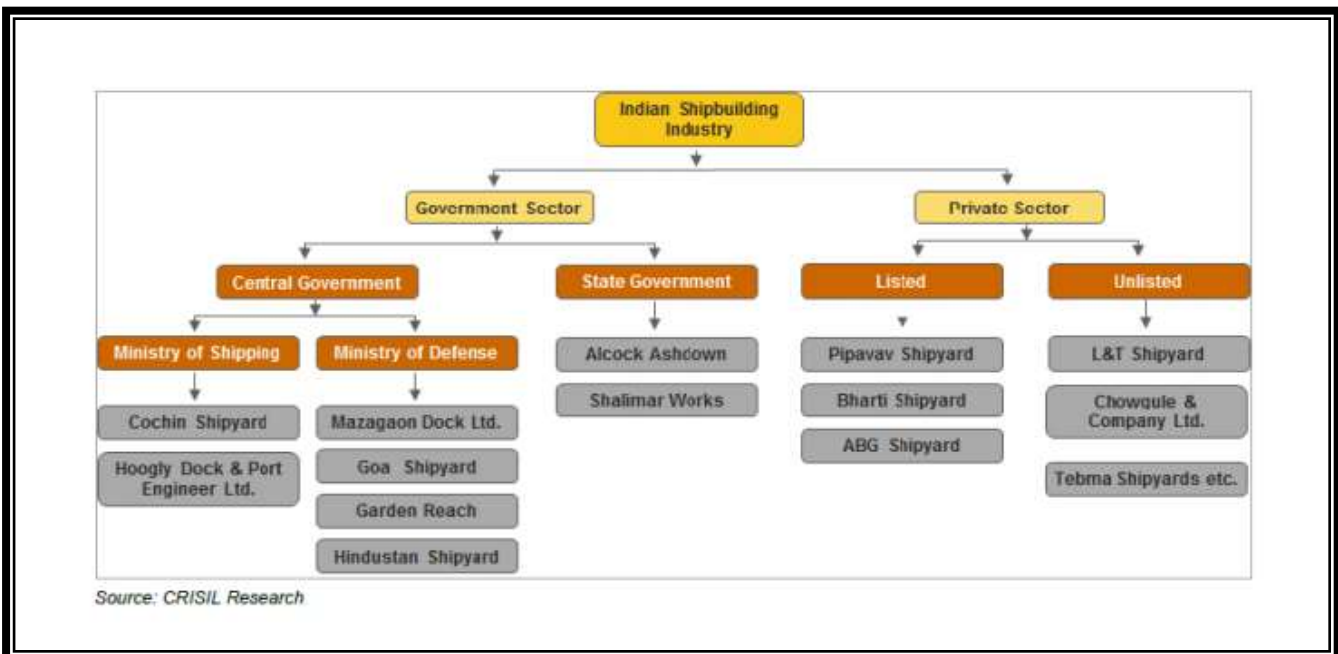 Indian Shipbuilding
Industry
Government Sector
Private Sector
Central Government
State Government
Listed
Unlisted
Ministry of Shipping
Ministry of Defense
Alcock Ashdown
Pipavav Shipyard
L&T Shipyard
Shalimar Works
Bharti Shipyard
Chowgule &
Company Ltd.
Cochin Shipyard
Mazagaon Dock Ltd.
ABG Shipyard
Hoogly Dock & Port
Engineer Ltd.
Goa Shipyard
Tebma Shipyards etc.
Garden Reach
Hindustan Shipyard
Source: CRISIL Research